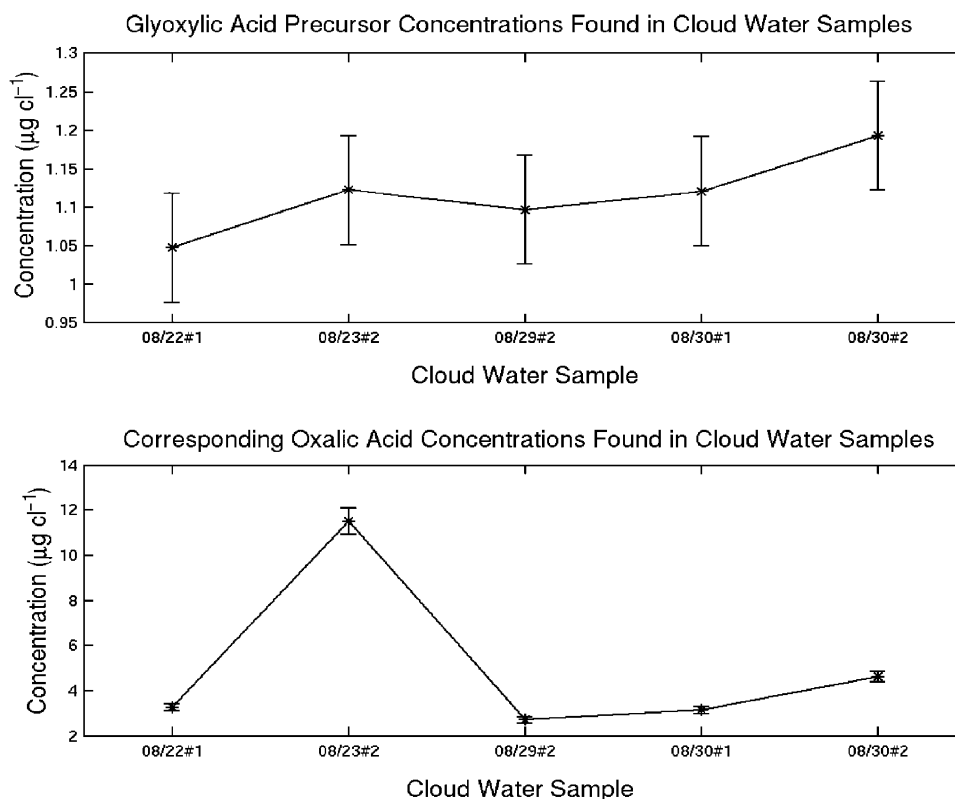 Glyoxylic Acid Precursor Concentrations Found in Cloud Water Samples
Concentration (μg cl⁻¹)
1.3
1.25
1.2
1.15
1.1
1.05
1
0.95
08/22#1 08/23#2 08/29#2 08/30#1 08/30#2
Cloud Water Sample
Corresponding Oxalic Acid Concentrations Found in Cloud Water Samples
Concentration (μg cl⁻¹)
14
12
10
8
6
4
2
08/22#1 08/23#2 08/29#2 08/30#1 08/30#2
Cloud Water Sample